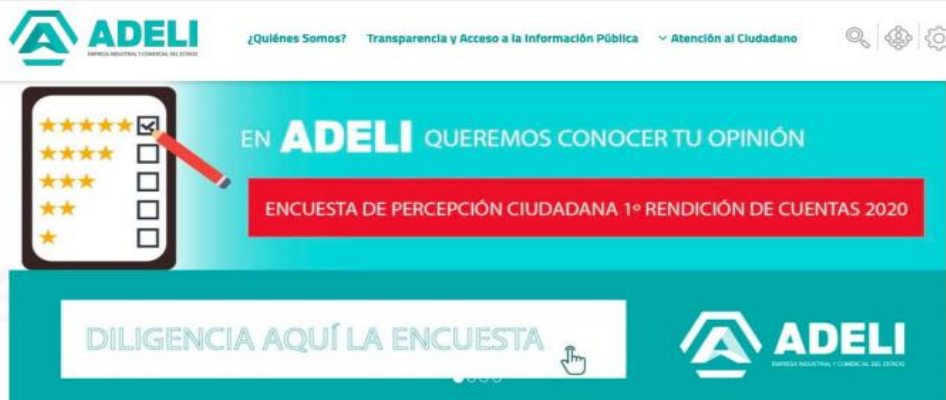 ADELI
EMPRESA INDUSTRIAL Y COMERCIAL DEL ESTADO
¿Quiénes Somos?
Transparencia y Acceso a la Información Pública
Atención al Ciudadano
EN ADELI QUEREMOS CONOCER TU OPINIÓN
ENCUESTA DE PERCEPCIÓN CIUDADANA 1º RENDICIÓN DE CUENTAS 2020
DILIGENCIA AQUÍ LA ENCUESTA
ADELI
EMPRESA INDUSTRIAL Y COMERCIAL DEL ESTADO